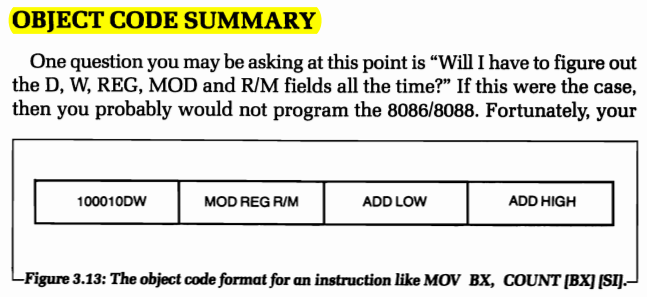 OBJECT CODE SUMMARY
One question you may be asking at this point is “Will I have to figure out
the D, W, REG, MOD and R/M fields all the time?” If this were the case,
then you probably would not program the 8086/8088. Fortunately, your
100010DW MOD REG R/M ADD LOW ADD HIGH
Figure 3.13: The object code format for an instruction like MOV BX, COUNT [BX] [SI].